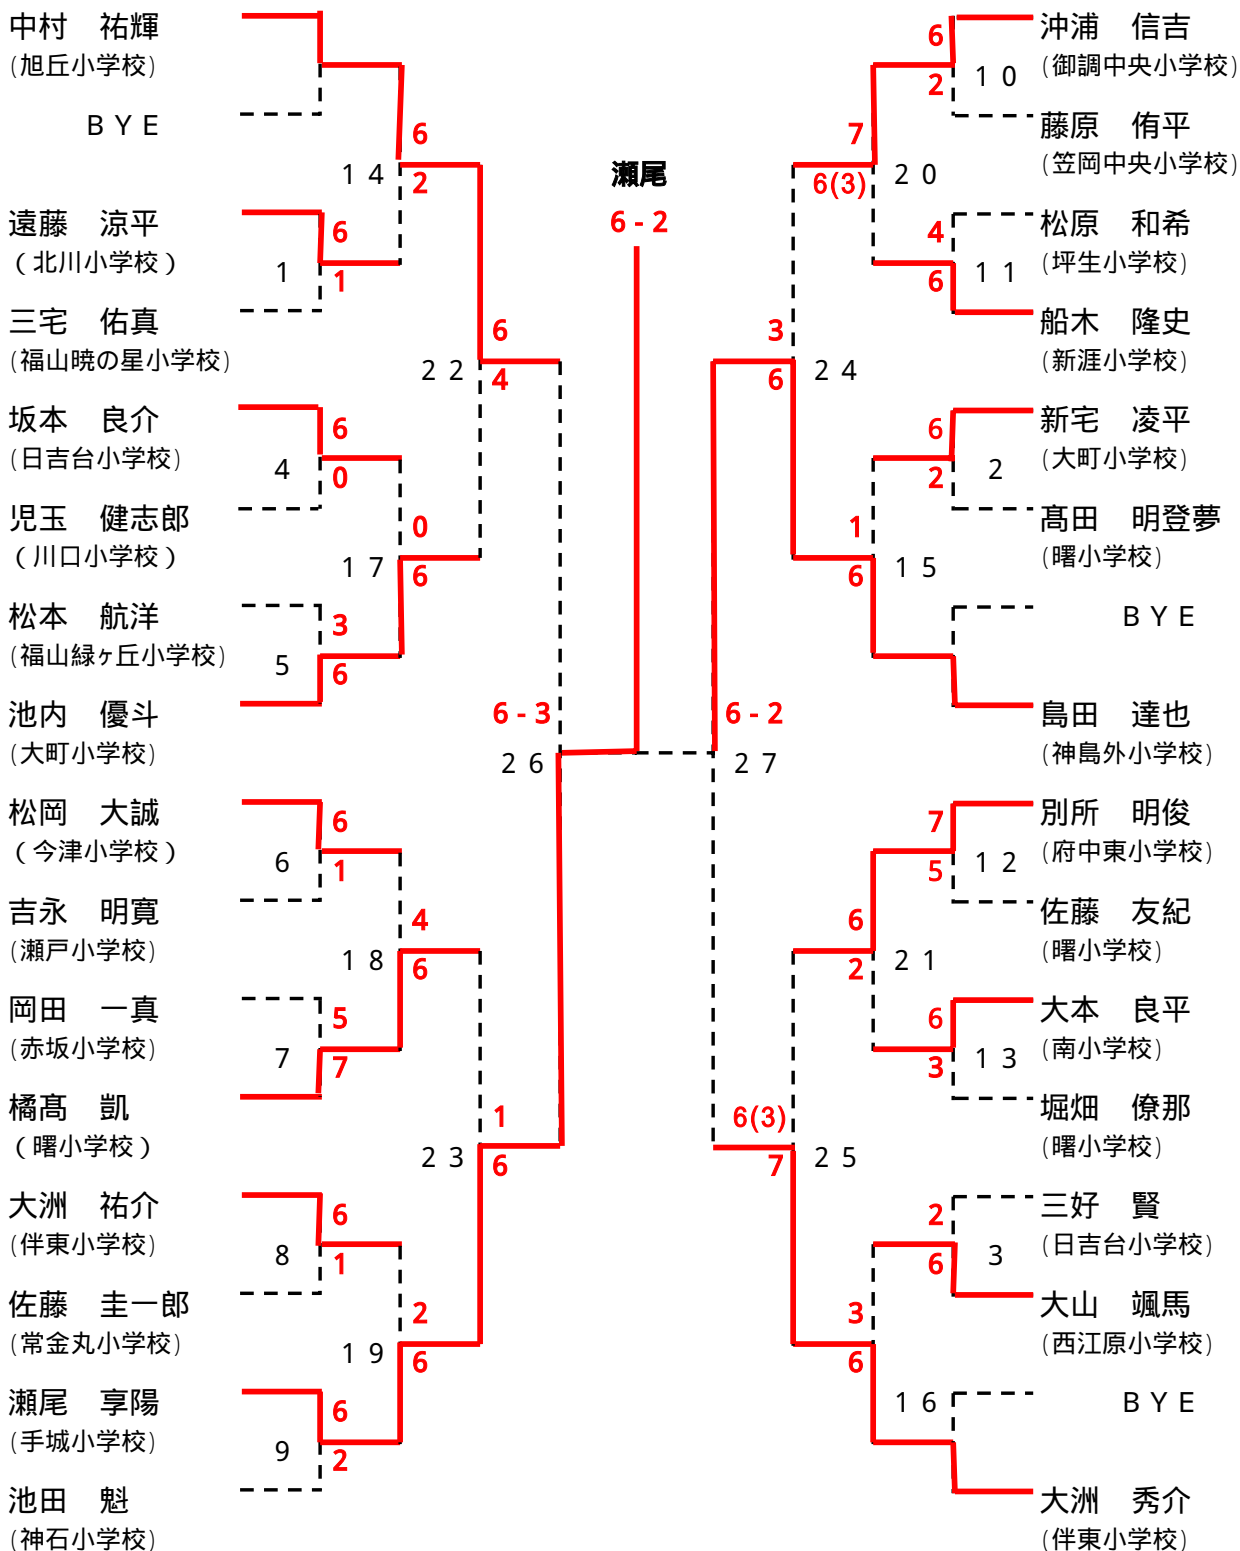 中村　祐輝
(旭丘小学校)
ＢＹＥ
6
１４
2
遠藤　涼平
（北川小学校）
6
1
1
三宅　佑真
(福山暁の星小学校)
6
２２
4
坂本　良介
(日吉台小学校)
6
4
0
児玉　健志郎
（川口小学校）
0
１７
6
松本　航洋
(福山緑ヶ丘小学校)
3
5
6
池内　優斗
(大町小学校)
6-3
２６
松岡　大誠
（今津小学校）
6
6
1
吉永　明寛
(瀬戸小学校)
4
１８
6
岡田　一真
(赤坂小学校)
5
7
7
橘髙　凱
（曙小学校）
1
２３
6
大洲　祐介
(伴東小学校)
6
8
1
佐藤　圭一郎
(常金丸小学校)
2
１９
6
瀬尾　享陽
(手城小学校)
6
9
2
池田　魁
(神石小学校)
瀬尾
6-2
沖浦　信吉
(御調中央小学校)
6
１０
2
藤原　侑平
(笠岡中央小学校)
7
２０
6(3)
松原　和希
(坪生小学校)
4
１１
6
船木　隆史
(新涯小学校)
3
２４
6
新宅　凌平
(大町小学校)
6
2
2
髙田　明登夢
(曙小学校)
1
１５
6
ＢＹＥ
島田　達也
(神島外小学校)
6-2
２７
別所　明俊
(府中東小学校)
7
１２
5
佐藤　友紀
(曙小学校)
6
２１
2
大本　良平
(南小学校)
6
１３
3
堀畑　僚那
(曙小学校)
6(3)
２５
7
三好　賢
(日吉台小学校)
2
3
6
大山　颯馬
(西江原小学校)
3
１６
6
ＢＹＥ
大洲　秀介
(伴東小学校)